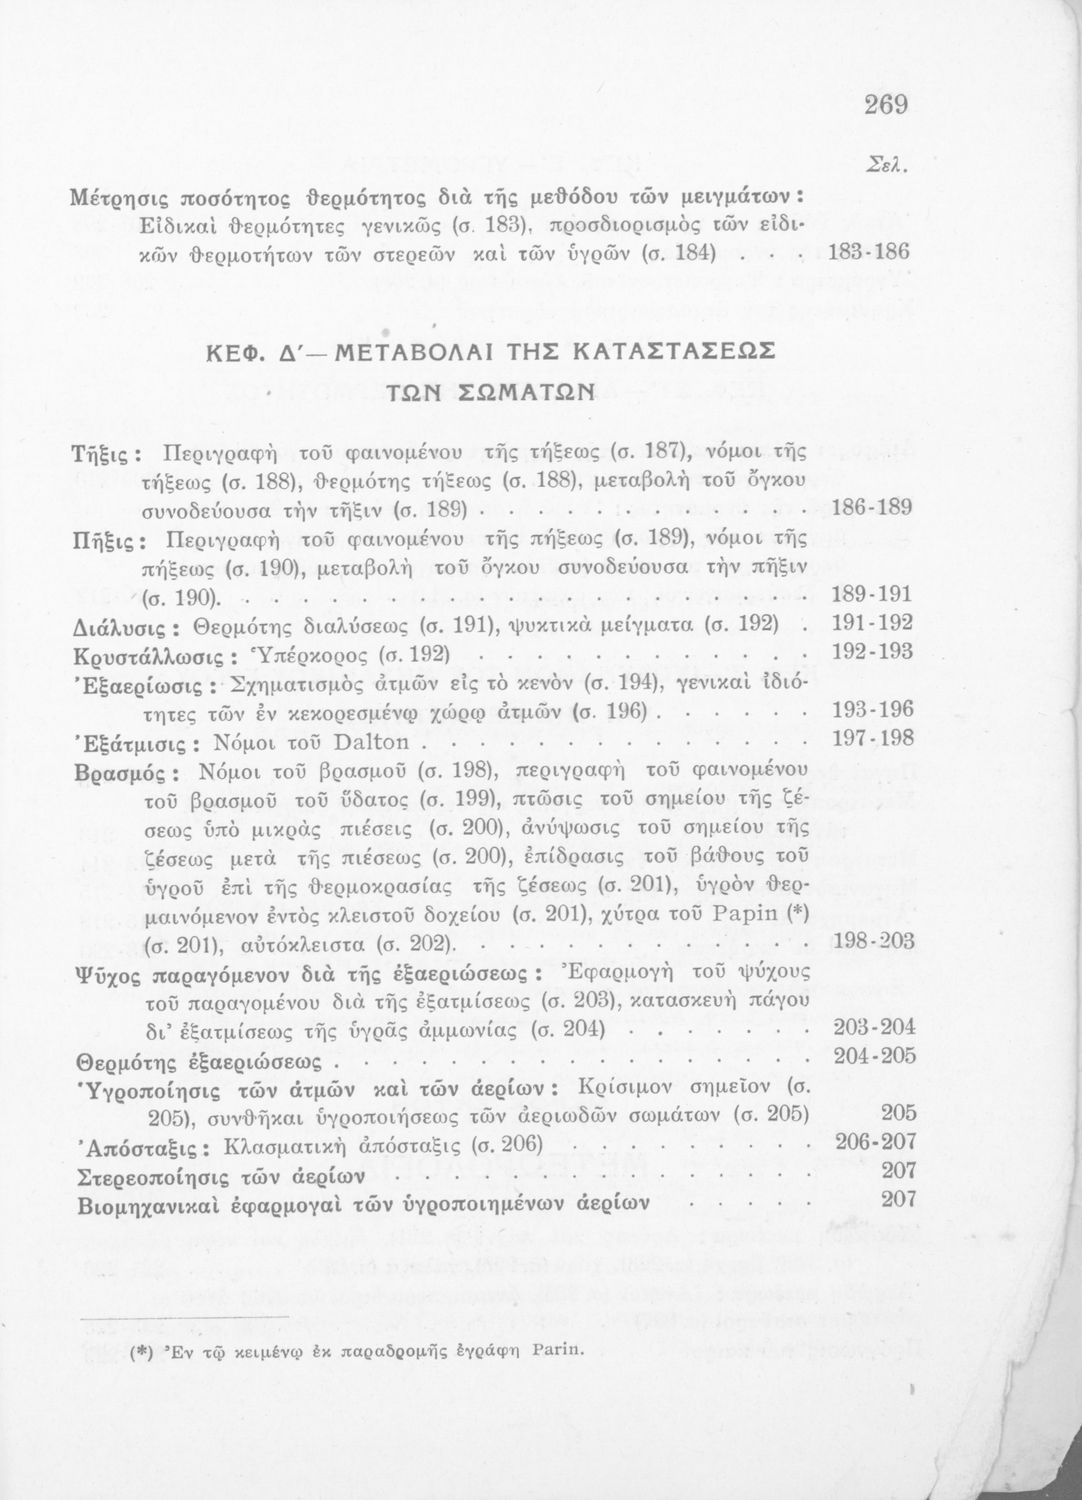 269
Σελ.
Μέτρησις ποσότητος θερμότητος διὰ τῆς μεθόδου τῶν μειγμάτων :
Εἰδικαὶ θερμότητες γενικῶς (σ. 183), προσδιορισμὸς τῶν εἰδι-
κῶν θερμοτήτων τῶν στερεῶν καὶ τῶν ὑγρῶν (σ. 184) . . . 183-186
ΚΕΦ. Δ΄— ΜΕΤΑΒΟΛΑΙ ΤΗΣ ΚΑΤΑΣΤΑΣΕΩΣ
ΤΩΝ ΣΩΜΑΤΩΝ
Τῆξις : Περιγραφὴ τοῦ φαινομένου τῆς τήξεως (σ. 187), νόμοι τῆς
τήξεως (σ. 188), θερμότης τήξεως (σ. 188), μεταβολὴ τοῦ ὄγκου
συνοδεύουσα τὴν τῆξιν (σ. 189) . . . . . . . . . . . . 186-189
Πῆξις : Περιγραφὴ τοῦ φαινομένου τῆς πήξεως (σ. 189), νόμοι τῆς
πήξεως (σ. 190), μεταβολὴ τοῦ ὄγκου συνοδεύουσα τὴν πῆξιν
(σ. 190). . . . . . . . . . . . . . . . . . . . . 189-191
Διάλυσις : Θερμότης διαλύσεως (σ. 191), ψυκτικὰ μείγματα (σ. 192) . 191-192
Κρυστάλλωσις : Ὑπέρκορος (σ. 192) . . . . . . . . . . . . 192-193
Ἐξαερίωσις : Σχηματισμὸς ἀτμῶν εἰς τὸ κενὸν (σ. 194), γενικαὶ ἰδιό-
τητες τῶν ἐν κεκορεσμένῳ χώρῳ ἀτμῶν (σ. 196) . . . . . . 193-196
Ἐξάτμισις : Νόμοι τοῦ Dalton . . . . . . . . . . . . . . 197-198
Βρασμός : Νόμοι τοῦ βρασμοῦ (σ. 198), περιγραφὴ τοῦ φαινομένου
τοῦ βρασμοῦ τοῦ ὕδατος (σ. 199), πτῶσις τοῦ σημείου τῆς ζέ-
σεως ὑπὸ μικρὰς πιέσεις (σ. 200), ἀνύψωσις τοῦ σημείου τῆς
ζέσεως μετὰ τῆς πιέσεως (σ. 200), ἐπίδρασις τοῦ βάθους τοῦ
ὑγροῦ ἐπὶ τῆς θερμοκρασίας τῆς ζέσεως (σ. 201), ὑγρὸν θερ-
μαινόμενον ἐντὸς κλειστοῦ δοχείου (σ. 201), χύτρα τοῦ Papin (*)
(σ. 201), αὐτόκλειστα (σ. 202). . . . . . . . . . . . . 198-203
Ψῦχος παραγόμενον διὰ τῆς ἐξαεριώσεως : Ἐφαρμογὴ τοῦ ψύχους
τοῦ παραγομένου διὰ τῆς ἐξατμίσεως (σ. 203), κατασκευὴ πάγου
δι’ ἐξατμίσεως τῆς ὑγρᾶς ἀμμωνίας (σ. 204) . . . . . . . 203-204
Θερμότης ἐξαεριώσεως . . . . . . . . . . . . . . . . . 204-205
Ὑγροποίησις τῶν ἀτμῶν καὶ τῶν ἀερίων : Κρίσιμον σημεῖον (σ.
205), συνθῆκαι ὑγροποιήσεως τῶν ἀεριωδῶν σωμάτων (σ. 205) 205
Ἀπόσταξις : Κλασματικὴ ἀπόσταξις (σ. 206) . . . . . . . . . 206-207
Στερεοποίησις τῶν ἀερίων . . . . . . . . . . . . . . . 207
Βιομηχανικαὶ ἐφαρμογαὶ τῶν ὑγροποιημένων ἀερίων . . . . . 207
(*) Ἐν τῷ κειμένῳ ἐκ παραδρομῆς ἐγράφη Parin.